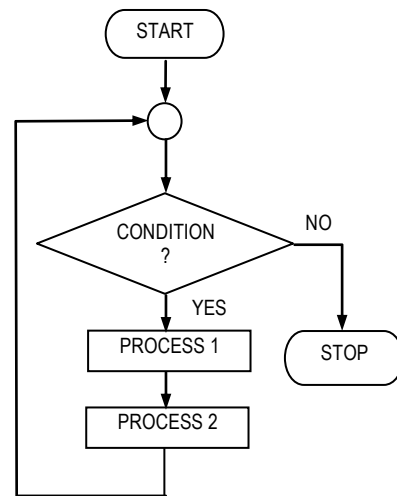 START
CONDITION
?
NO
YES
PROCESS 1
STOP
PROCESS 2